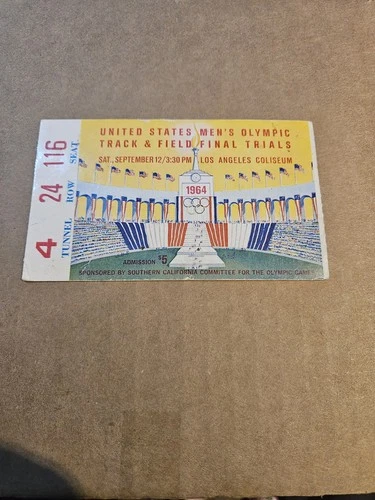 UNITED STATES MEN'S OLYMPIC
TRACK & FIELD FINAL TRIALS
SAT., SEPTEMBER 12/3:30 PM LOS ANGELES COLISEUM
1964
ADMISSION $5
SPONSORED BY SOUTHERN CALIFORNIA COMMITTEE FOR THE OLYMPIC GAMES
4 24 116
TUNNEL ROW SEAT